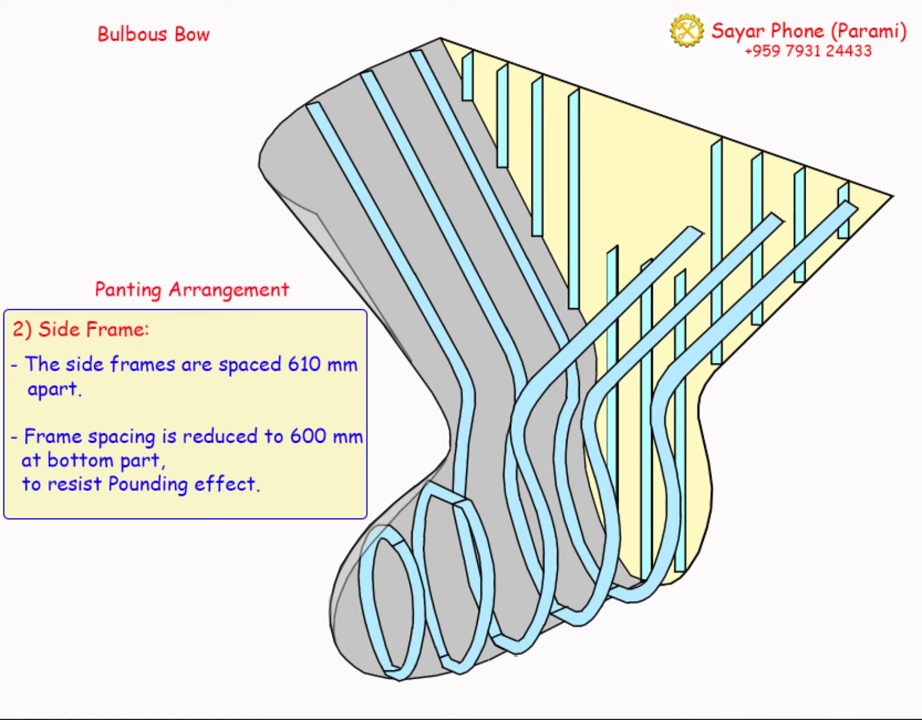 Bulbous Bow
Sayar Phone (Parami)
+959 7931 24433
Panting Arrangement
2) Side Frame:
- The side frames are spaced 610 mm
apart.
- Frame spacing is reduced to 600 mm
at bottom part,
to resist Pounding effect.